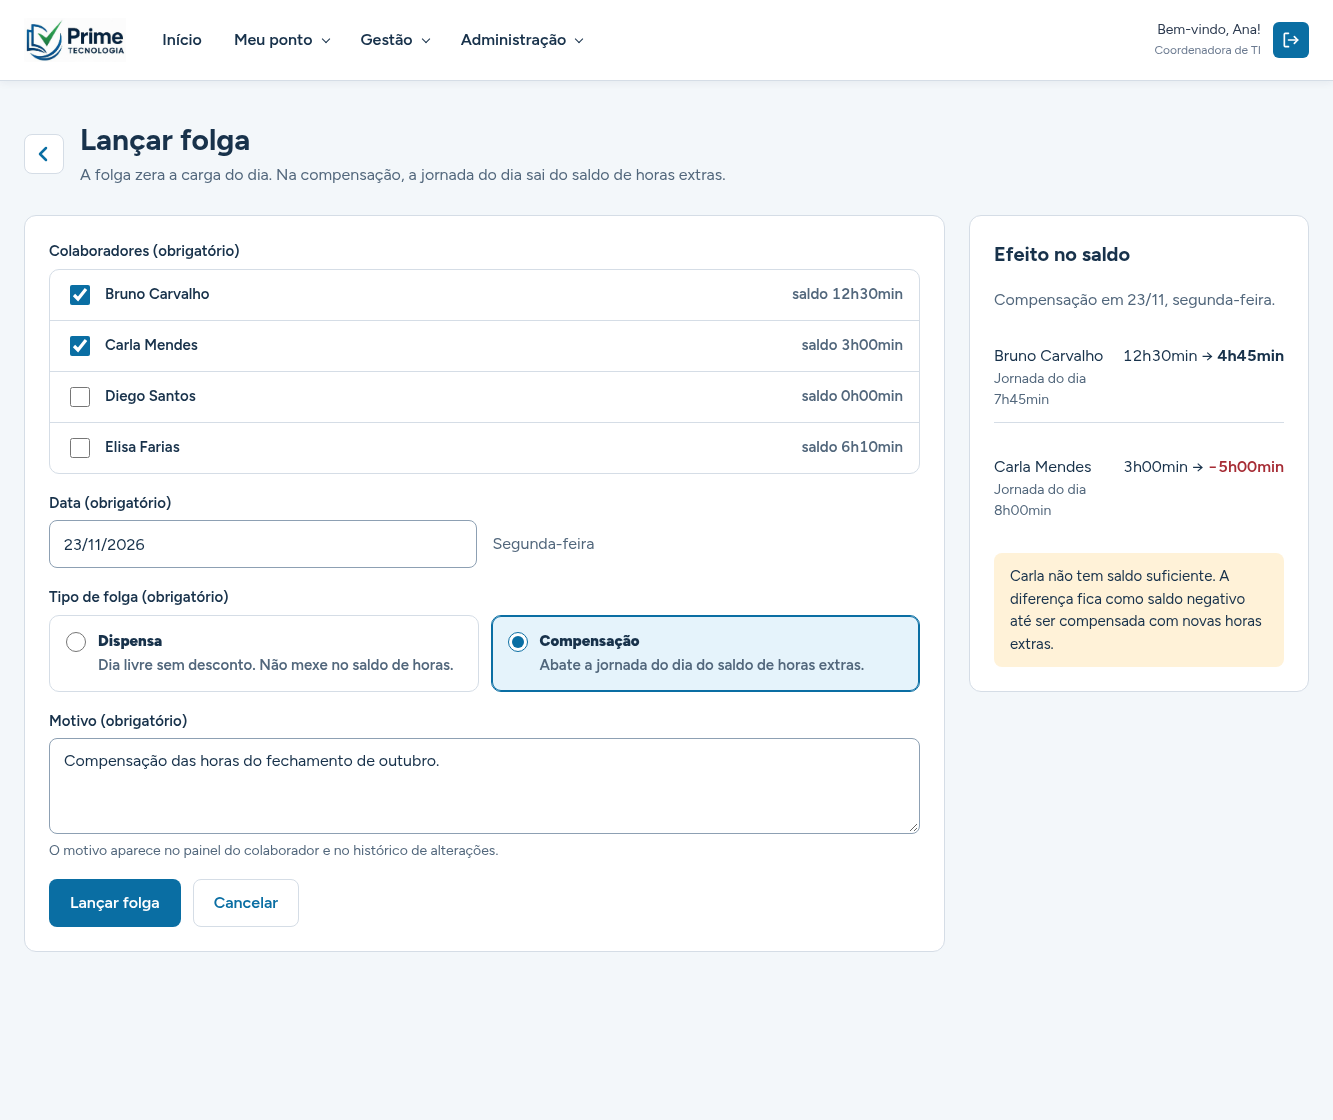 Prime
TECNOLOGIA
Início
Meu ponto
Gestão
Administração
Bem-vindo, Ana!
Coordenadora de TI
Lançar folga
A folga zera a carga do dia. Na compensação, a jornada do dia sai do saldo de horas extras.
Colaboradores (obrigatório)
Bruno Carvalho saldo 12h30min
Carla Mendes saldo 3h00min
Diego Santos saldo 0h00min
Elisa Farias saldo 6h10min
Data (obrigatório)
23/11/2026 Segunda-feira
Tipo de folga (obrigatório)
Dispensa
Dia livre sem desconto. Não mexe no saldo de horas.
Compensação
Abate a jornada do dia do saldo de horas extras.
Motivo (obrigatório)
Compensação das horas do fechamento de outubro.
O motivo aparece no painel do colaborador e no histórico de alterações.
Lançar folga
Cancelar
Efeito no saldo
Compensação em 23/11, segunda-feira.
Bruno Carvalho 12h30min → 4h45min
Jornada do dia
7h45min
Carla Mendes 3h00min → -5h00min
Jornada do dia
8h00min
Carla não tem saldo suficiente. A
diferença fica como saldo negativo
até ser compensada com novas horas
extras.